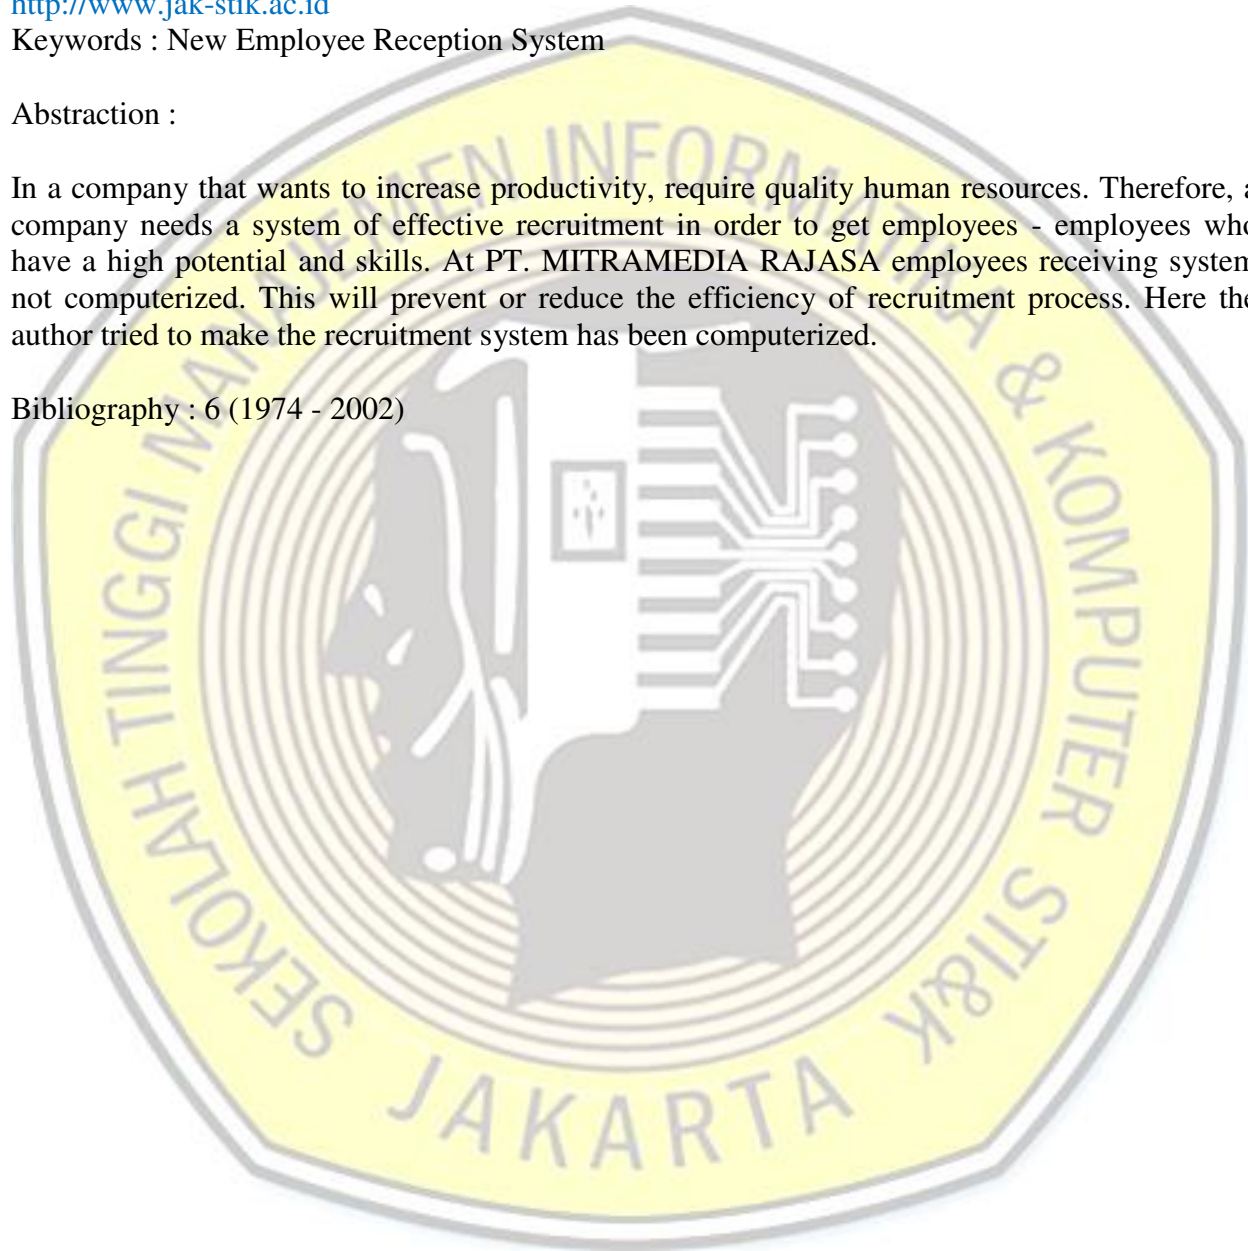 http://www.jak-stik.ac.id
Keywords : New Employee Reception System
Abstraction :
In a company that wants to increase productivity, require quality human resources. Therefore, a
company needs a system of effective recruitment in order to get employees - employees who
have a high potential and skills. At PT. MITRAMEDIA RAJASA employees receiving system
not computerized. This will prevent or reduce the efficiency of recruitment process. Here the
author tried to make the recruitment system has been computerized.
Bibliography : 6 (1974 - 2002)
SEKOLAH TINGGI MANAJEMEN INFORMATIKA & KOMPUTER STI&K
JAKARTA